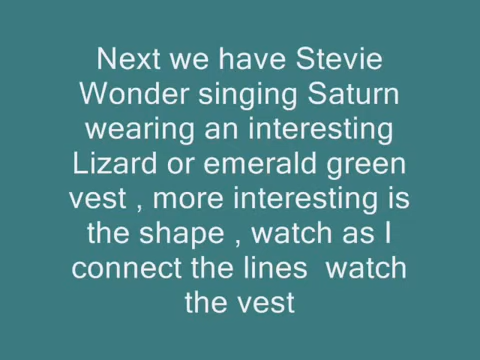 Next we have Stevie
Wonder singing Saturn
wearing an interesting
Lizard or emerald green
vest , more interesting is
the shape , watch as I
connect the lines  watch
the vest